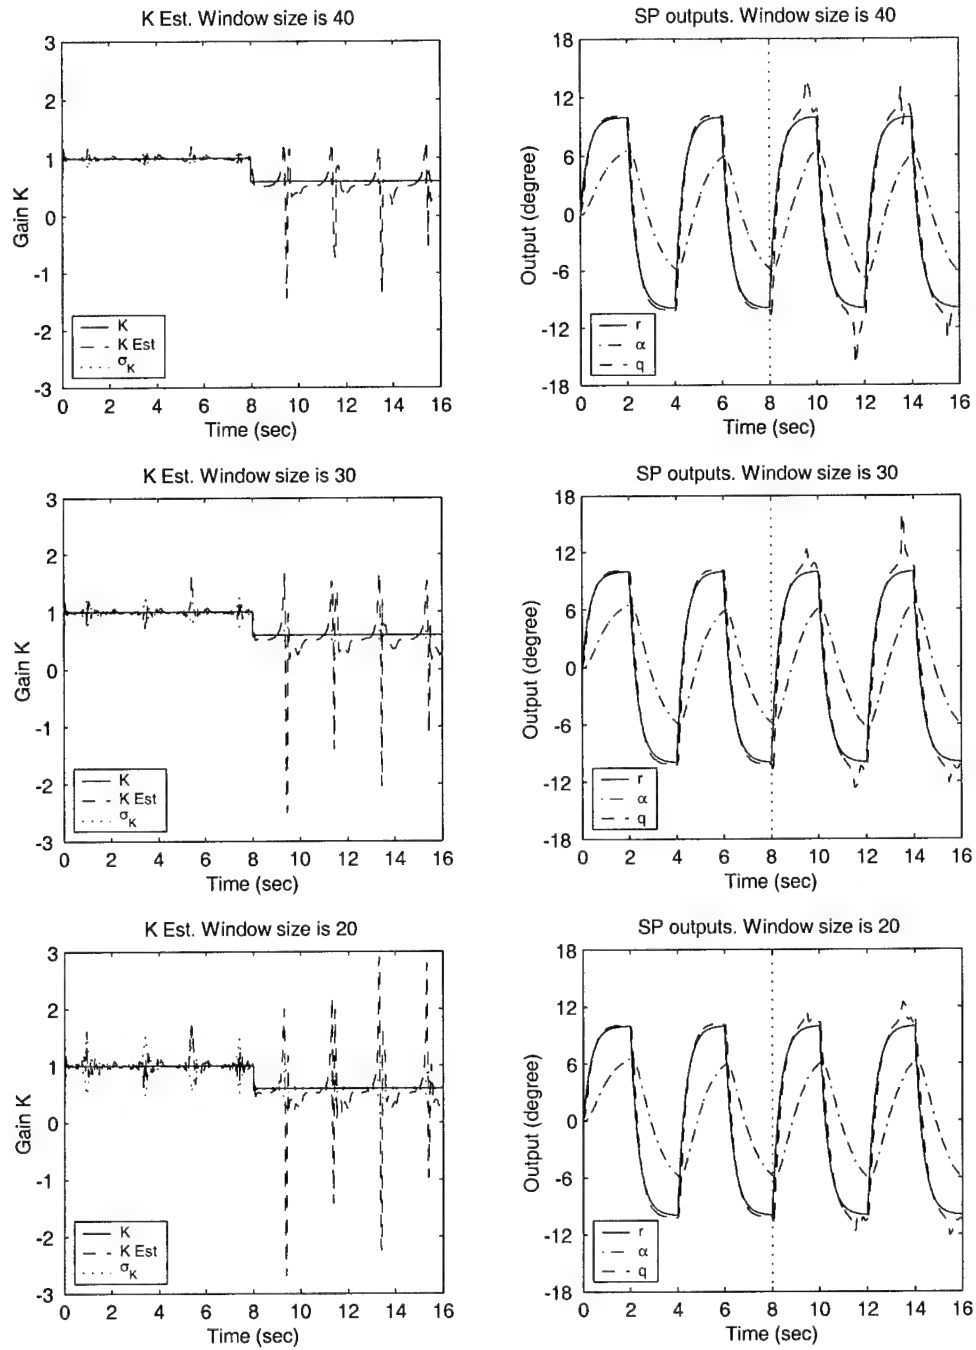 K Est. Window size is 40
3
2
1
0
-1
-2
-3
Gain K
K
K Est
σK
0 2 4 6 8 10 12 14 16
Time (sec)
SP outputs. Window size is 40
18
12
6
0
-6
-12
-18
Output (degree)
r
α
q
0 2 4 6 8 10 12 14 16
Time (sec)
K Est. Window size is 30
3
2
1
0
-1
-2
-3
Gain K
K
K Est
σK
0 2 4 6 8 10 12 14 16
Time (sec)
SP outputs. Window size is 30
18
12
6
0
-6
-12
-18
Output (degree)
r
α
q
0 2 4 6 8 10 12 14 16
Time (sec)
K Est. Window size is 20
3
2
1
0
-1
-2
-3
Gain K
K
K Est
σK
0 2 4 6 8 10 12 14 16
Time (sec)
SP outputs. Window size is 20
18
12
6
0
-6
-12
-18
Output (degree)
r
α
q
0 2 4 6 8 10 12 14 16
Time (sec)